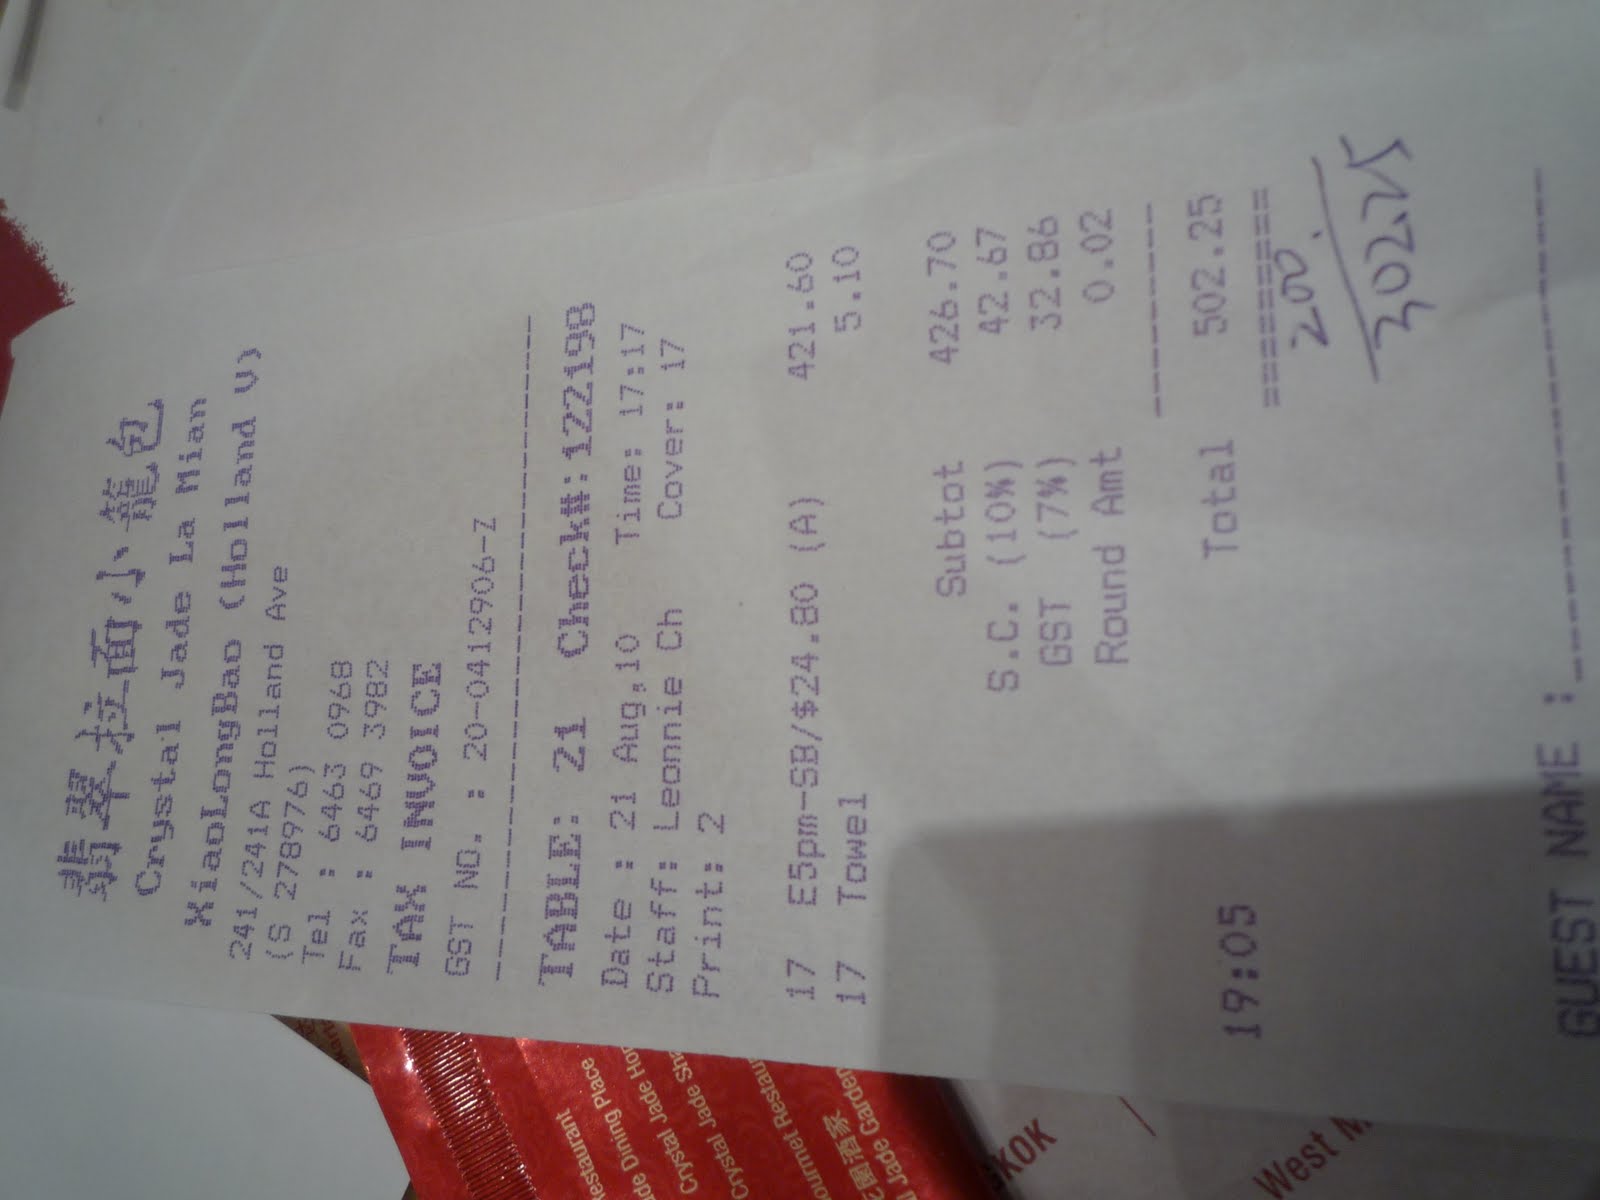 翡翠拉面小籠包
Crystal Jade La Mian
XiaoLongBao (Holland V)
241/241A Holland Ave
(S 278976)
Tel : 6463 0968
Fax : 6469 3982
TAX INVOICE
GST NO. : 20-0412906-Z
--------------------------------
TABLE: 21 Check#:122198
Date : 21 Aug,10 Time: 17:17
Staff: Leonnie Ch Cover: 17
Print: 2
17 E5pm-SB/$24.80 (A) 421.60
17 Towel 5.10
Subtot 426.70
S.C. (10%) 42.67
GST (7%) 32.86
Round Amt 0.02
----------
19:05 Total 502.25
==========
200.
302.25
GUEST NAME :
Restaurant
Dining Place
Crystal Jade
Crystal Jade
Jade Garden
West